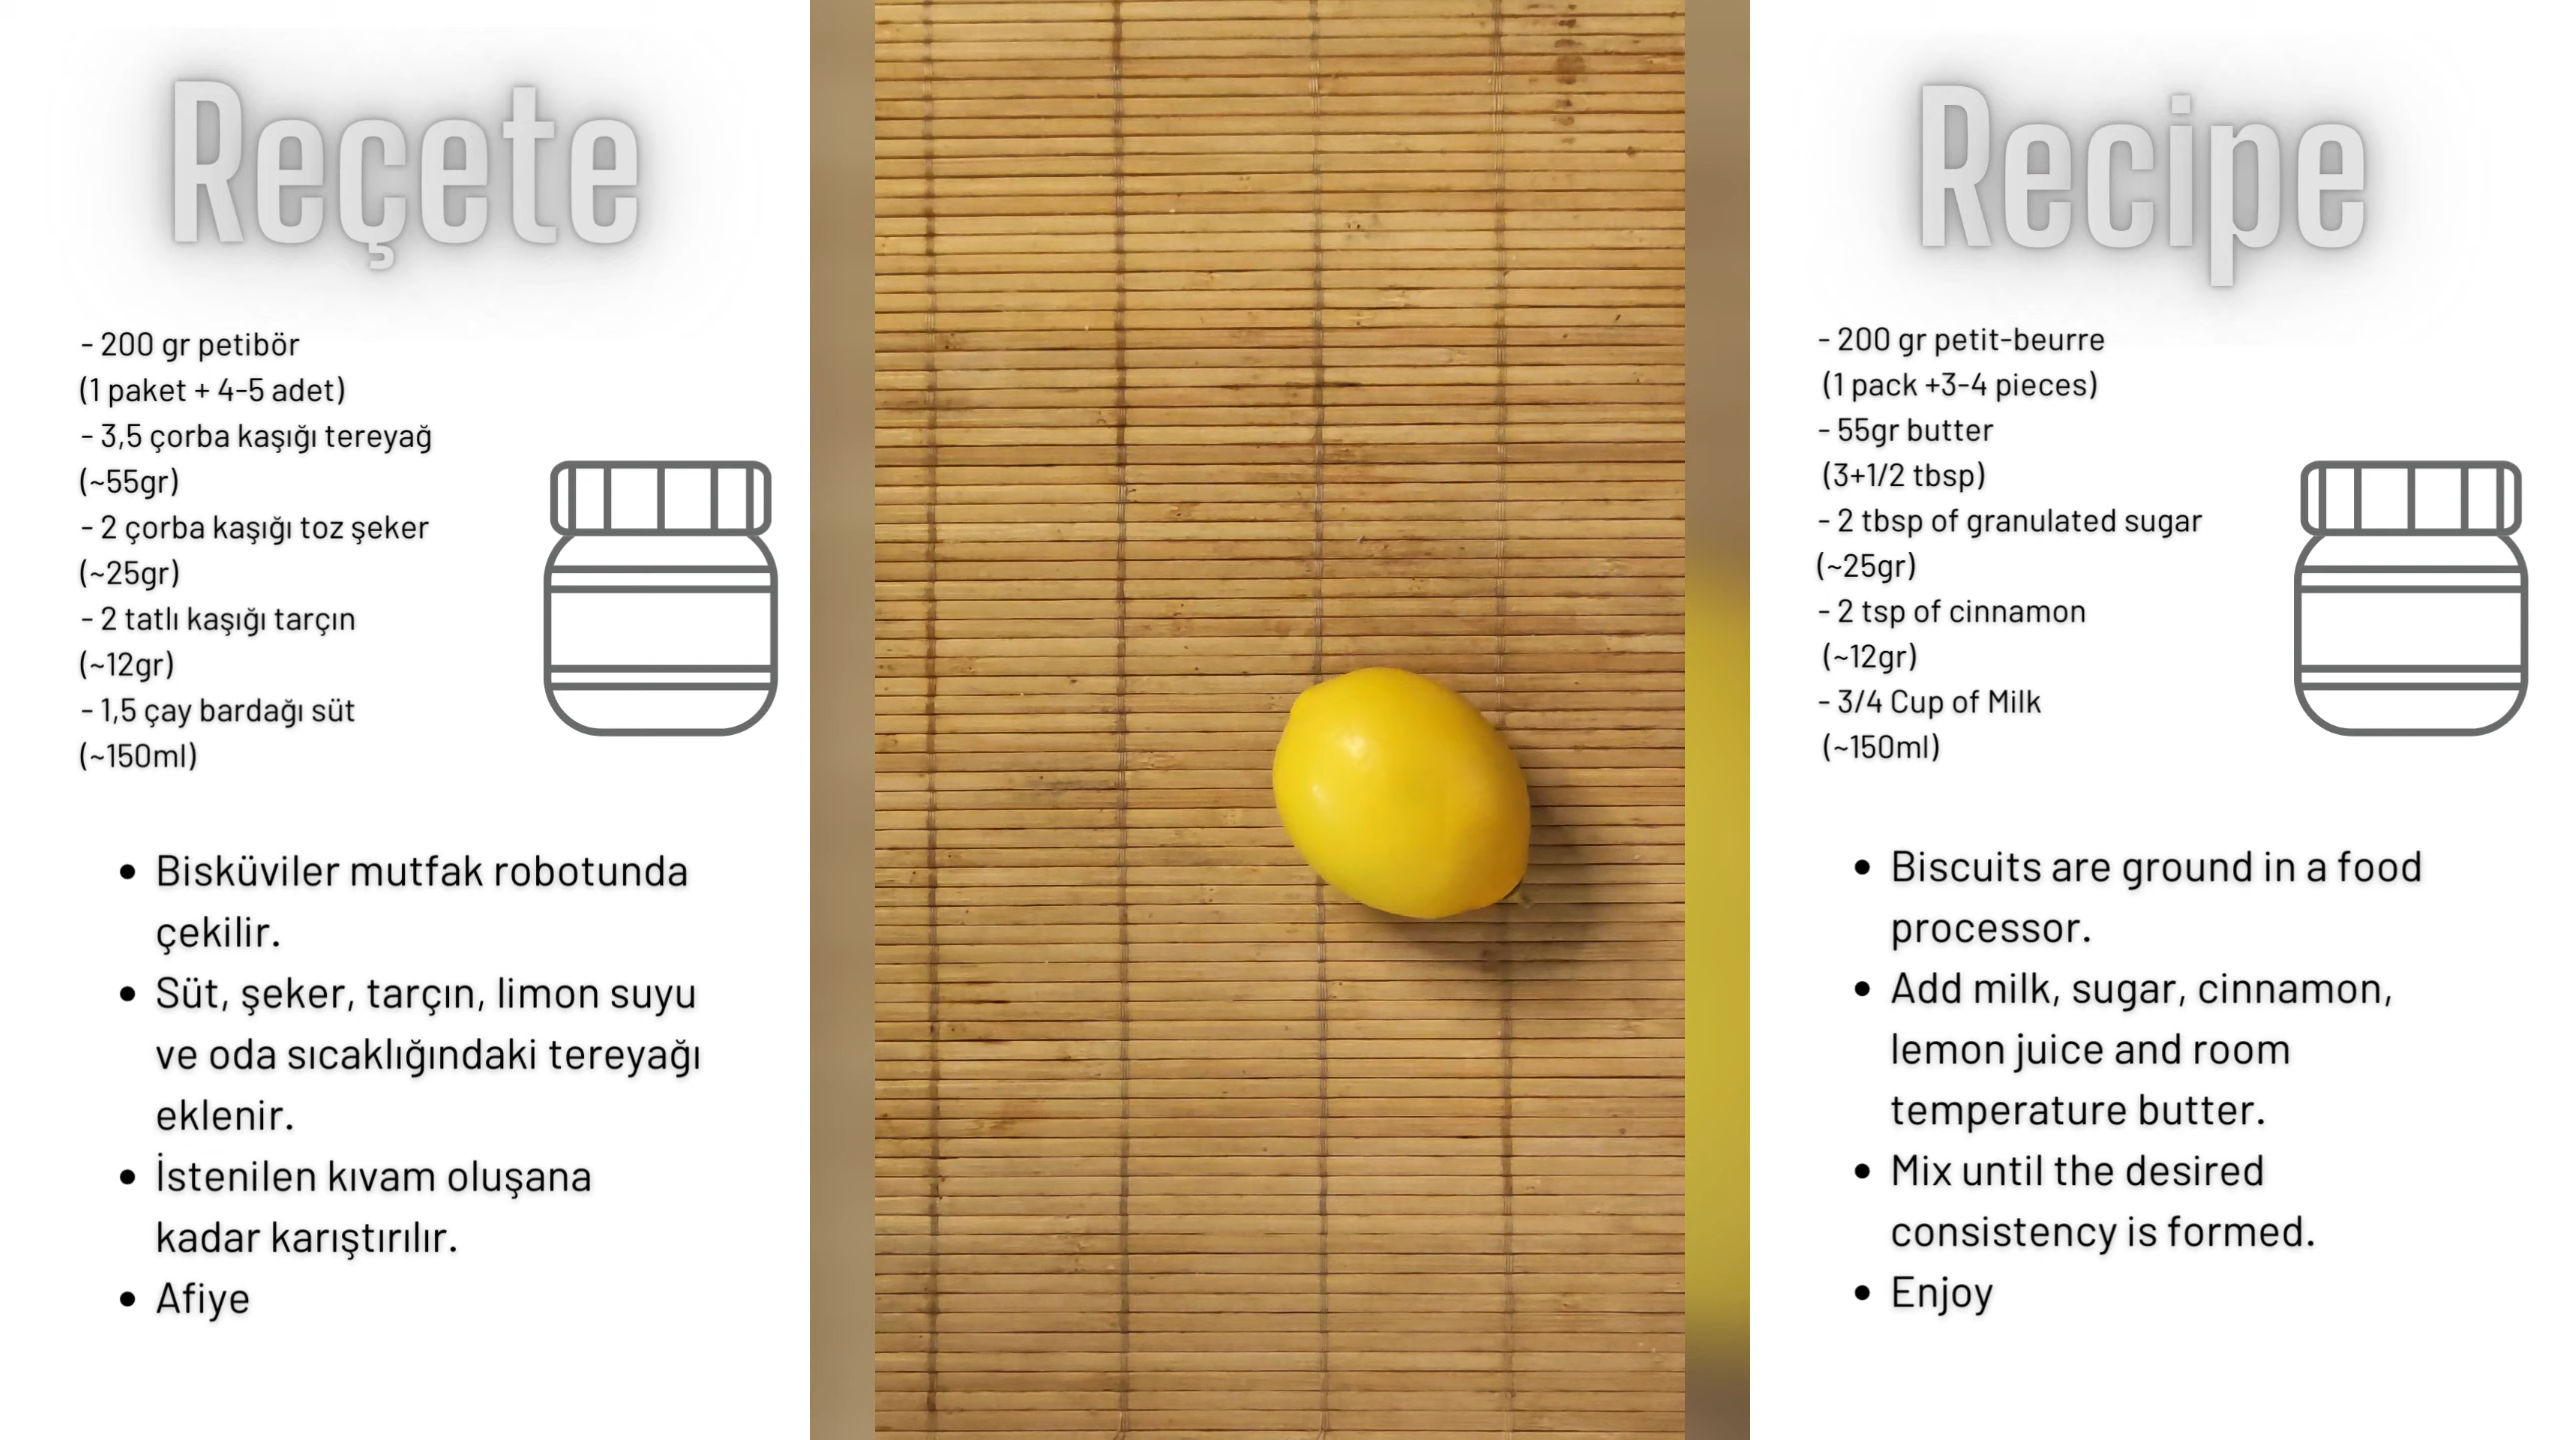 Reçete
- 200 gr petibör
(1 paket + 4-5 adet)
- 3,5 çorba kaşığı tereyağ
(~55gr)
- 2 çorba kaşığı toz şeker
(~25gr)
- 2 tatlı kaşığı tarçın
(~12gr)
- 1,5 çay bardağı süt
(~150ml)
• Bisküviler mutfak robotunda
çekilir.
• Süt, şeker, tarçın, limon suyu
ve oda sıcaklığındaki tereyağı
eklenir.
• İstenilen kıvam oluşana
kadar karıştırılır.
• Afiye
Recipe
- 200 gr petit-beurre
(1 pack +3-4 pieces)
- 55gr butter
(3+1/2 tbsp)
- 2 tbsp of granulated sugar
(~25gr)
- 2 tsp of cinnamon
(~12gr)
- 3/4 Cup of Milk
(~150ml)
• Biscuits are ground in a food
processor.
• Add milk, sugar, cinnamon,
lemon juice and room
temperature butter.
• Mix until the desired
consistency is formed.
• Enjoy